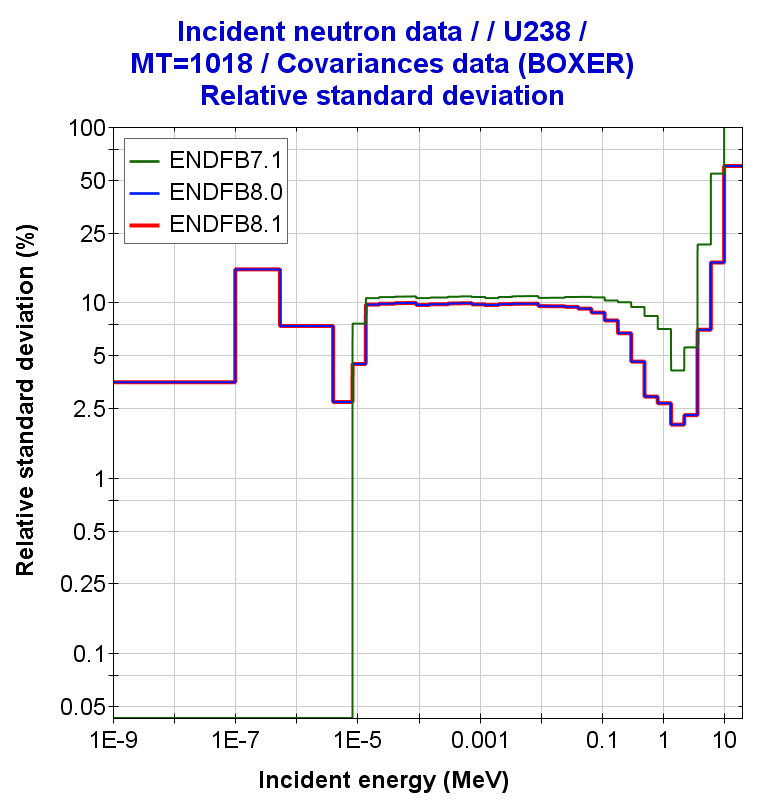 Incident neutron data / / U238 /
MT=1018 / Covariances data (BOXER)
Relative standard deviation
ENDFB7.1
ENDFB8.0
ENDFB8.1
Relative standard deviation (%)
100
50
25
10
5
2.5
1
0.5
0.25
0.1
0.05
1E-9 1E-7 1E-5 0.001 0.1 1 10
Incident energy (MeV)